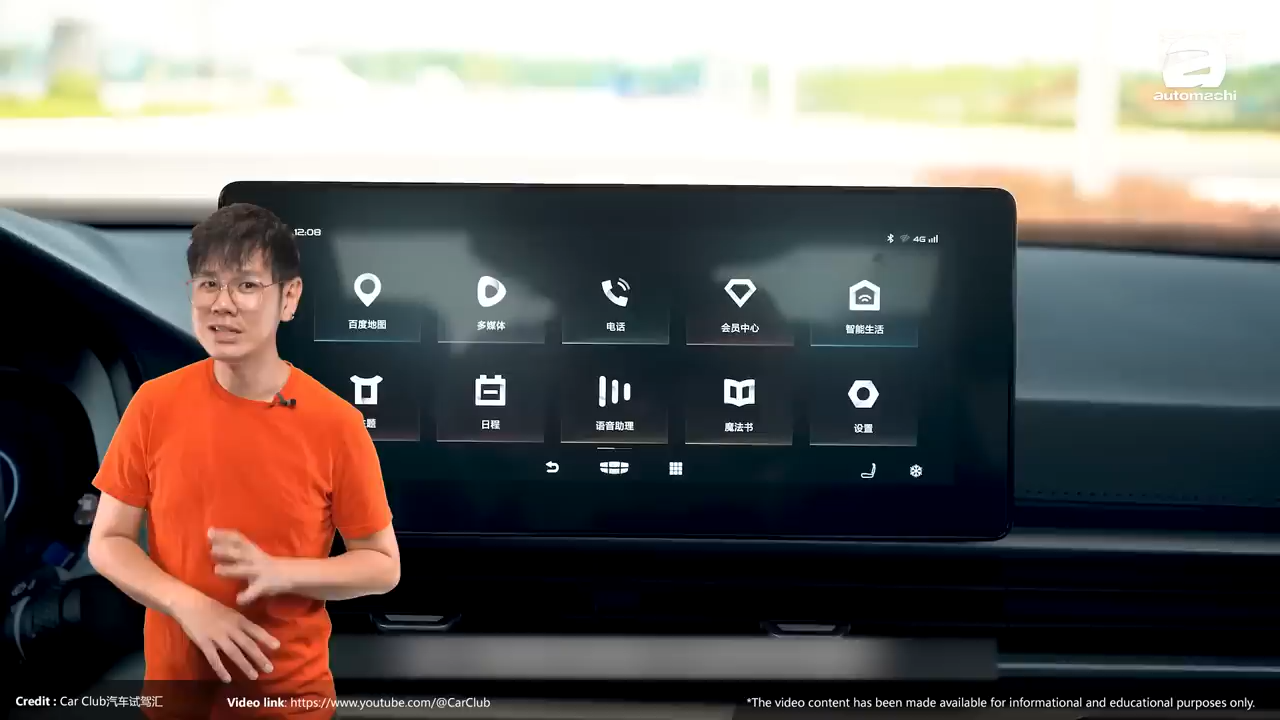 automachi
12:08
4G
百度地图
多媒体
电话
会员中心
智能生活
题
日程
语音助理
魔法书
设置
Credit : Car Club汽车试驾汇
Video link: https://www.youtube.com/@CarClub
*The video content has been made available for informational and educational purposes only.